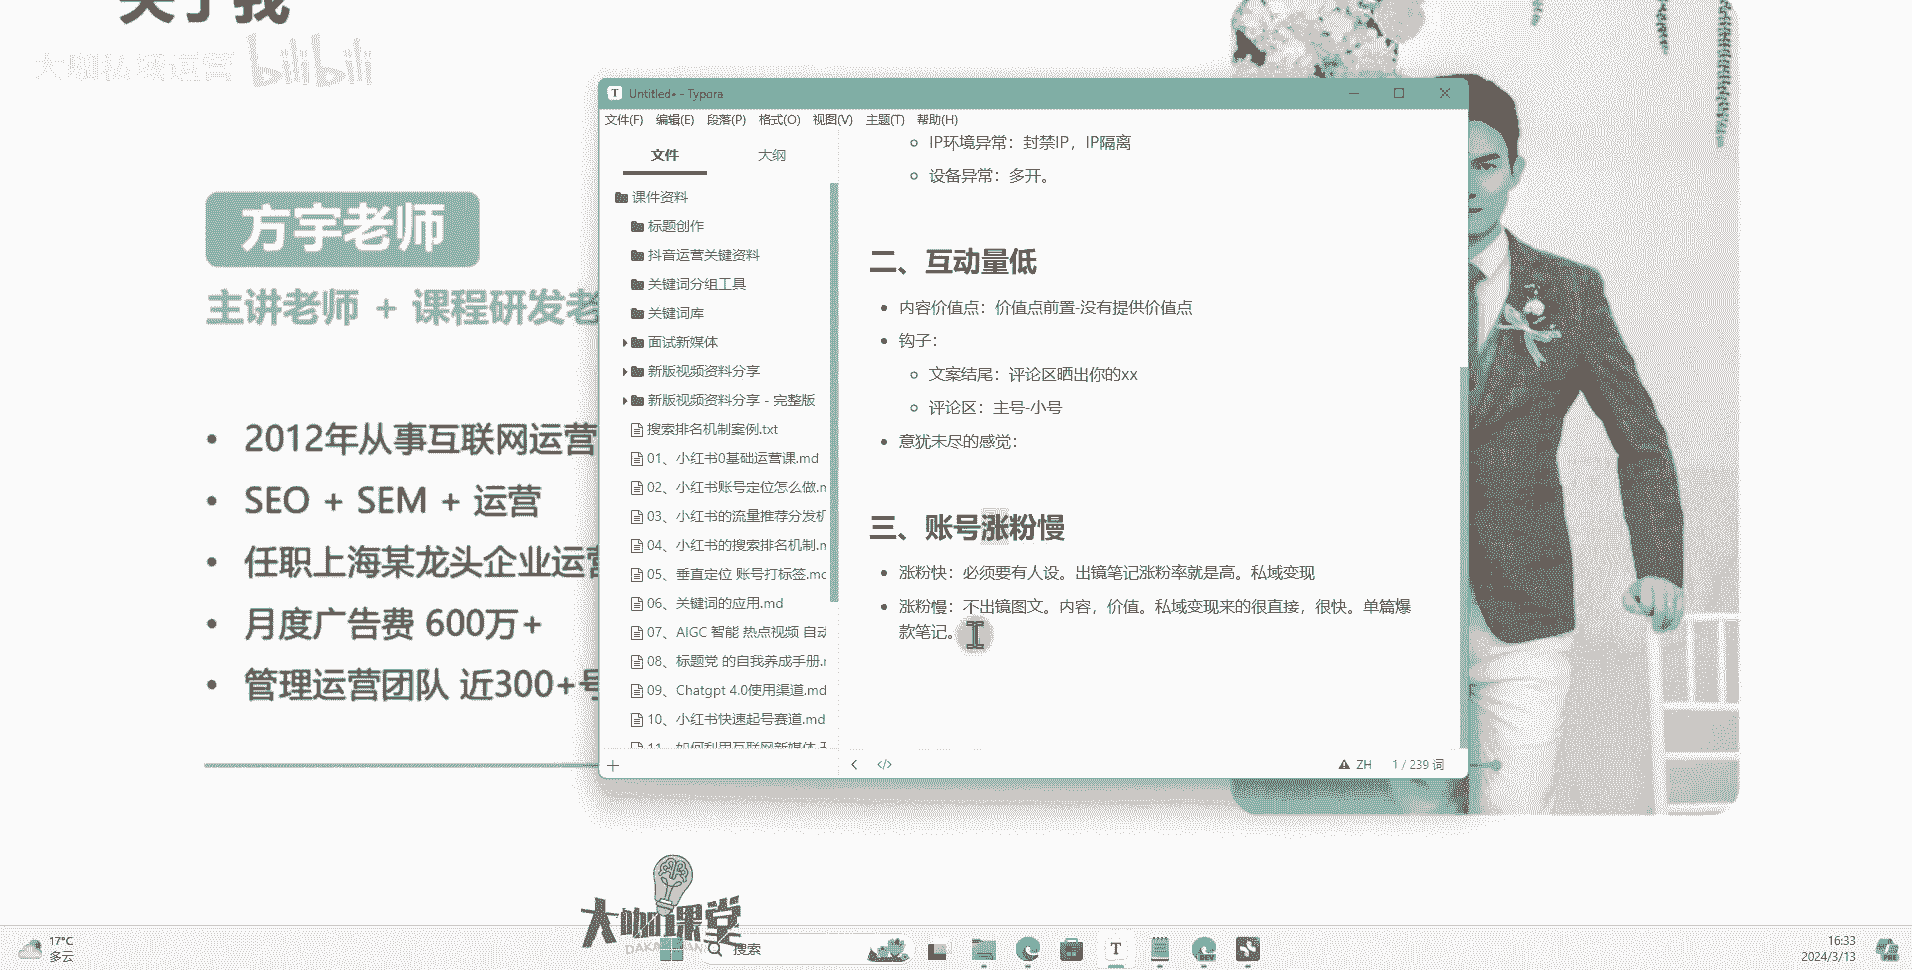 关于我
大咖私域运营 bilibili
方宇老师
主讲老师 + 课程研发老
2012年从事互联网运营
SEO + SEM + 运营
任职上海某龙头企业运营
月度广告费 600万+
管理运营团队 近300+号
Untitled• - Typora
文件(F) 编辑(E) 段落(P) 格式(O) 视图(V) 主题(T) 帮助(H)
文件 大纲
课件资料
标题创作
抖音运营关键资料
关键词分组工具
关键词库
面试新媒体
新版视频资料分享
新版视频资料分享 - 完整版
搜索排名机制案例.txt
01、小红书0基础运营课.md
02、小红书账号定位怎么做.m
03、小红书的流量推荐分发机
04、小红书的搜索排名机制.m
05、垂直定位 账号打标签.mc
06、关键词的应用.md
07、AIGC 智能 热点视频 自动
08、标题党 的自我养成手册.m
09、Chatgpt 4.0使用渠道.md
10、小红书快速起号赛道.md
11、如何利用互联网新媒体
IP环境异常：封禁IP，IP隔离
设备异常：多开。
二、互动量低
内容价值点：价值点前置-没有提供价值点
钩子：
文案结尾：评论区晒出你的xx
评论区：主号-小号
意犹未尽的感觉：
三、账号涨粉慢
涨粉快：必须要有人设。出镜笔记涨粉率就是高。私域变现
涨粉慢：不出镜图文。内容，价值。私域变现来的很直接，很快。单篇爆
款笔记。
ZH 1 / 239 词
大咖课堂
17°C
多云
搜索
16:33
2024/3/13